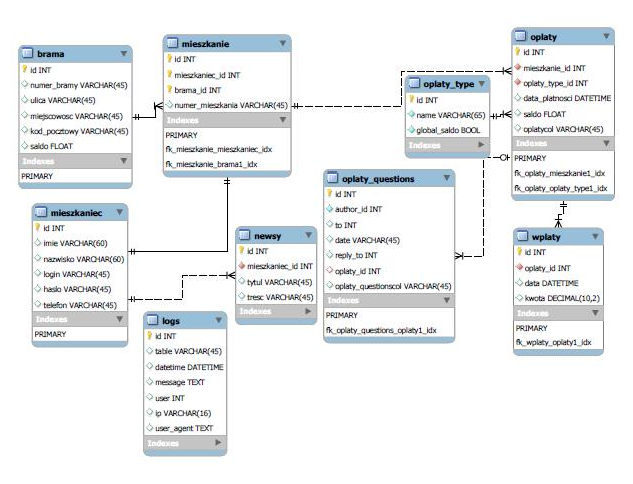 brama
id INT
numer_bramy VARCHAR(45)
ulica VARCHAR(45)
miejscowosc VARCHAR(45)
kod_pocztowy VARCHAR(45)
saldo FLOAT
Indexes
PRIMARY
mieszkanie
id INT
mieszkaniec_id INT
brama_id INT
numer_mieszkania VARCHAR(45)
Indexes
PRIMARY
fk_mieszkanie_mieszkaniec_idx
fk_mieszkanie_brama1_idx
oplaty_type
id INT
name VARCHAR(65)
global_saldo BOOL
Indexes
oplaty
id INT
mieszkanie_id INT
oplaty_type_id INT
data_platnosci DATETIME
saldo FLOAT
oplatycol VARCHAR(45)
Indexes
PRIMARY
fk_oplaty_mieszkanie1_idx
fk_oplaty_oplaty_type1_idx
mieszkaniec
id INT
imie VARCHAR(60)
nazwisko VARCHAR(60)
login VARCHAR(45)
haslo VARCHAR(45)
telefon VARCHAR(45)
Indexes
PRIMARY
newsy
id INT
mieszkaniec_id INT
tytul VARCHAR(45)
tresc VARCHAR(45)
Indexes
oplaty_questions
id INT
author_id INT
to INT
date VARCHAR(45)
reply_to INT
oplaty_id INT
oplaty_questionscol VARCHAR(45)
Indexes
PRIMARY
fk_oplaty_questions_oplaty1_idx
wplaty
id INT
oplaty_id INT
data DATETIME
kwota DECIMAL(10,2)
Indexes
PRIMARY
fk_wplaty_oplaty1_idx
logs
id INT
table VARCHAR(45)
datetime DATETIME
message TEXT
user INT
ip VARCHAR(16)
user_agent TEXT
Indexes